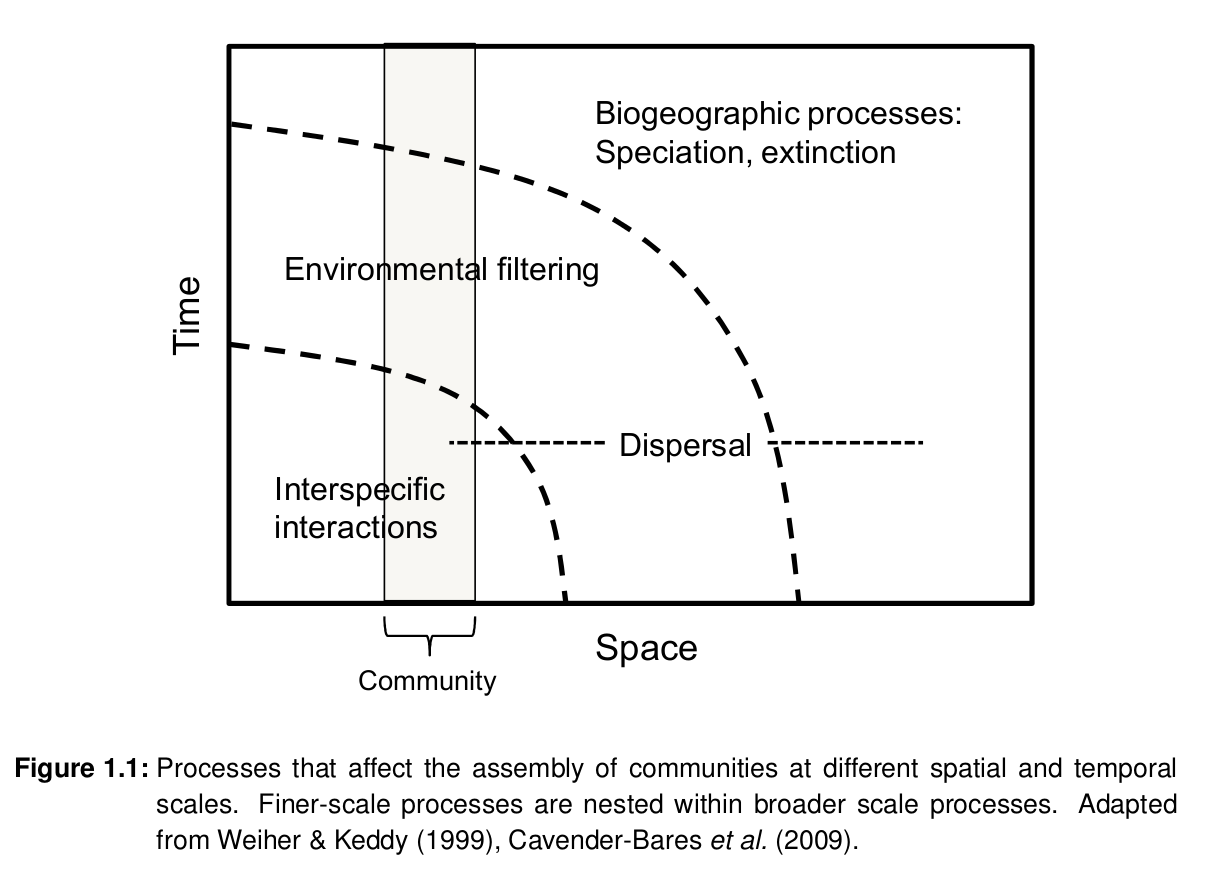 Biogeographic processes:
Speciation, extinction
Environmental filtering
Time
Dispersal
Interspecific
interactions
Space
Community
Figure 1.1: Processes that affect the assembly of communities at different spatial and temporal
scales. Finer-scale processes are nested within broader scale processes. Adapted
from Weiher & Keddy (1999), Cavender-Bares et al. (2009).